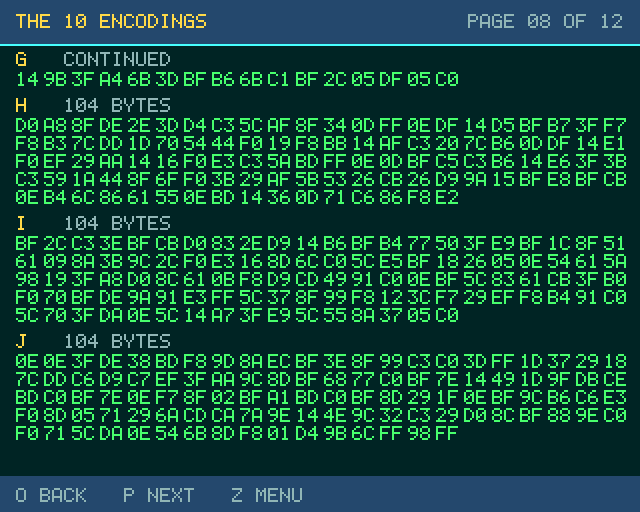 THE 10 ENCODINGS PAGE 08 OF 12
G CONTINUED
14 9B 3F A4 6B 3D BF B6 6B C1 BF 2C 05 DF 05 C0
H 104 BYTES
D0 A8 8F DE 2E 3D D4 C3 5C AF 8F 34 0D FF 0E DF 14 D5 BF B7 3F F7
F8 B3 7C DD 1D 70 54 44 F0 19 F8 BB 14 AF C3 20 7C B6 0D DF 14 E1
F0 EF 29 AA 14 16 F0 E3 C3 5A BD FF 0E 0D BF C5 C3 B6 14 E6 3F 3B
C3 59 1A 44 8F 6F F0 3B 29 AF 5B 53 26 CB 26 D9 9A 15 BF E8 BF CB
0E B4 6C 86 61 55 0E BD 14 36 0D 71 C6 86 F8 E2
I 104 BYTES
BF 2C C3 3E BF CB D0 83 2E D9 14 B6 BF B4 77 50 3F E9 BF 1C 8F 51
61 09 8A 3B 9C 2C F0 E3 16 8D 6C C0 5C E5 BF 18 26 05 0E 54 61 5A
98 19 3F A8 D0 8C 61 0B F8 D9 CD 49 91 C0 0E BF 5C 83 61 CB 3F B0
F0 70 BF DE 9A 91 E3 FF 5C 37 8F 99 F8 12 3C F7 29 EF F8 B4 91 C0
5C 70 3F DA 0E 5C 14 A7 3F E9 5C 55 8A 37 05 C0
J 104 BYTES
0E 0E 3F DE 38 BD F8 9D 8A EC BF 3E 8F 99 C3 C0 3D FF 1D 37 29 18
7C DD C6 D9 C7 EF 3F AA 9C 8D BF 68 77 C0 BF 7E 14 49 1D 9F DB CE
BD C0 BF 7E 0E F7 8F 02 BF A1 BD C0 BF 8D 29 1F 0E BF 9C B6 C6 E3
F0 8D 05 71 29 6A CD CA 7A 9E 14 4E 9C 32 C3 29 D0 8C BF 88 9E C0
F0 71 5C DA 0E 54 6B 8D F8 01 D4 9B 6C FF 98 FF
O BACK P NEXT Z MENU